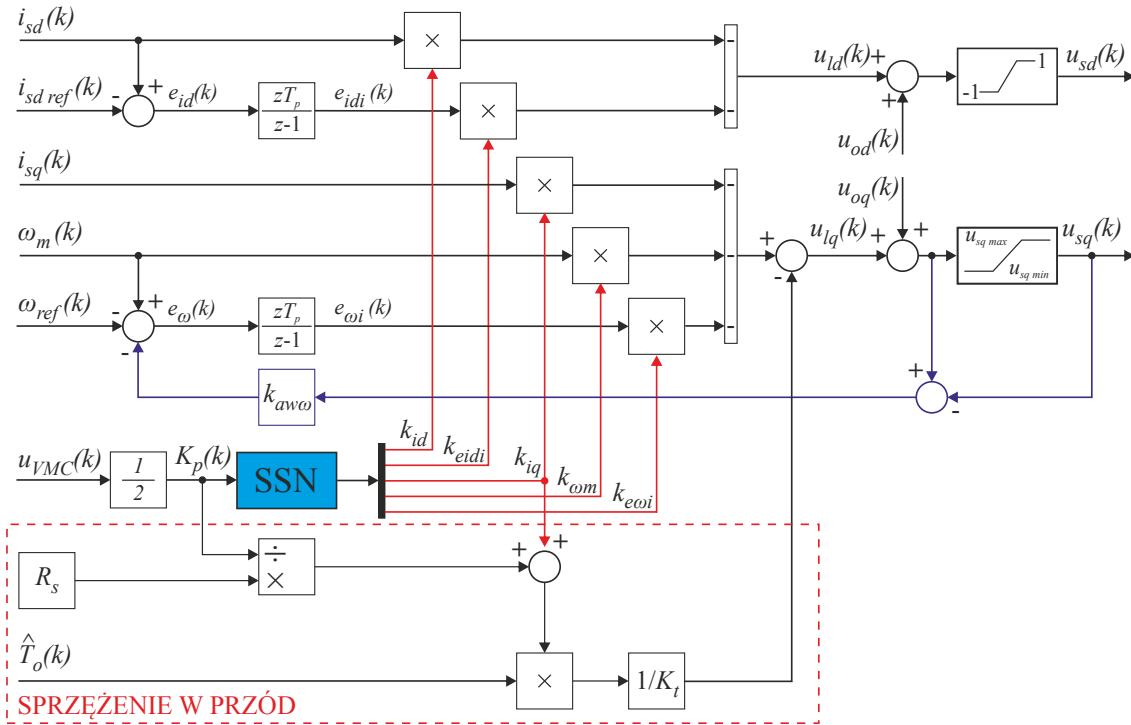 i_sd(k)
×
-
u_ld(k)
+
+
u_od(k)
1
-1
u_sd(k)
i_sd ref(k)
-
+
e_id(k)
zT_p
z-1
e_idi(k)
×
-
i_sq(k)
×
-
u_oq(k)
ω_m(k)
×
-
+
-
u_lq(k)
+
+
u_sq max
u_sq min
u_sq(k)
ω_ref(k)
-
+
-
e_ω(k)
zT_p
z-1
e_ωi(k)
×
-
k_awω
+
-
u_VMC(k)
1
2
K_p(k)
SSN
k_id
k_eidi
k_iq
k_ωm
k_eωi
R_s
÷
×
+
+
T̂_o(k)
×
1/K_t
SPRZĘŻENIE W PRZÓD